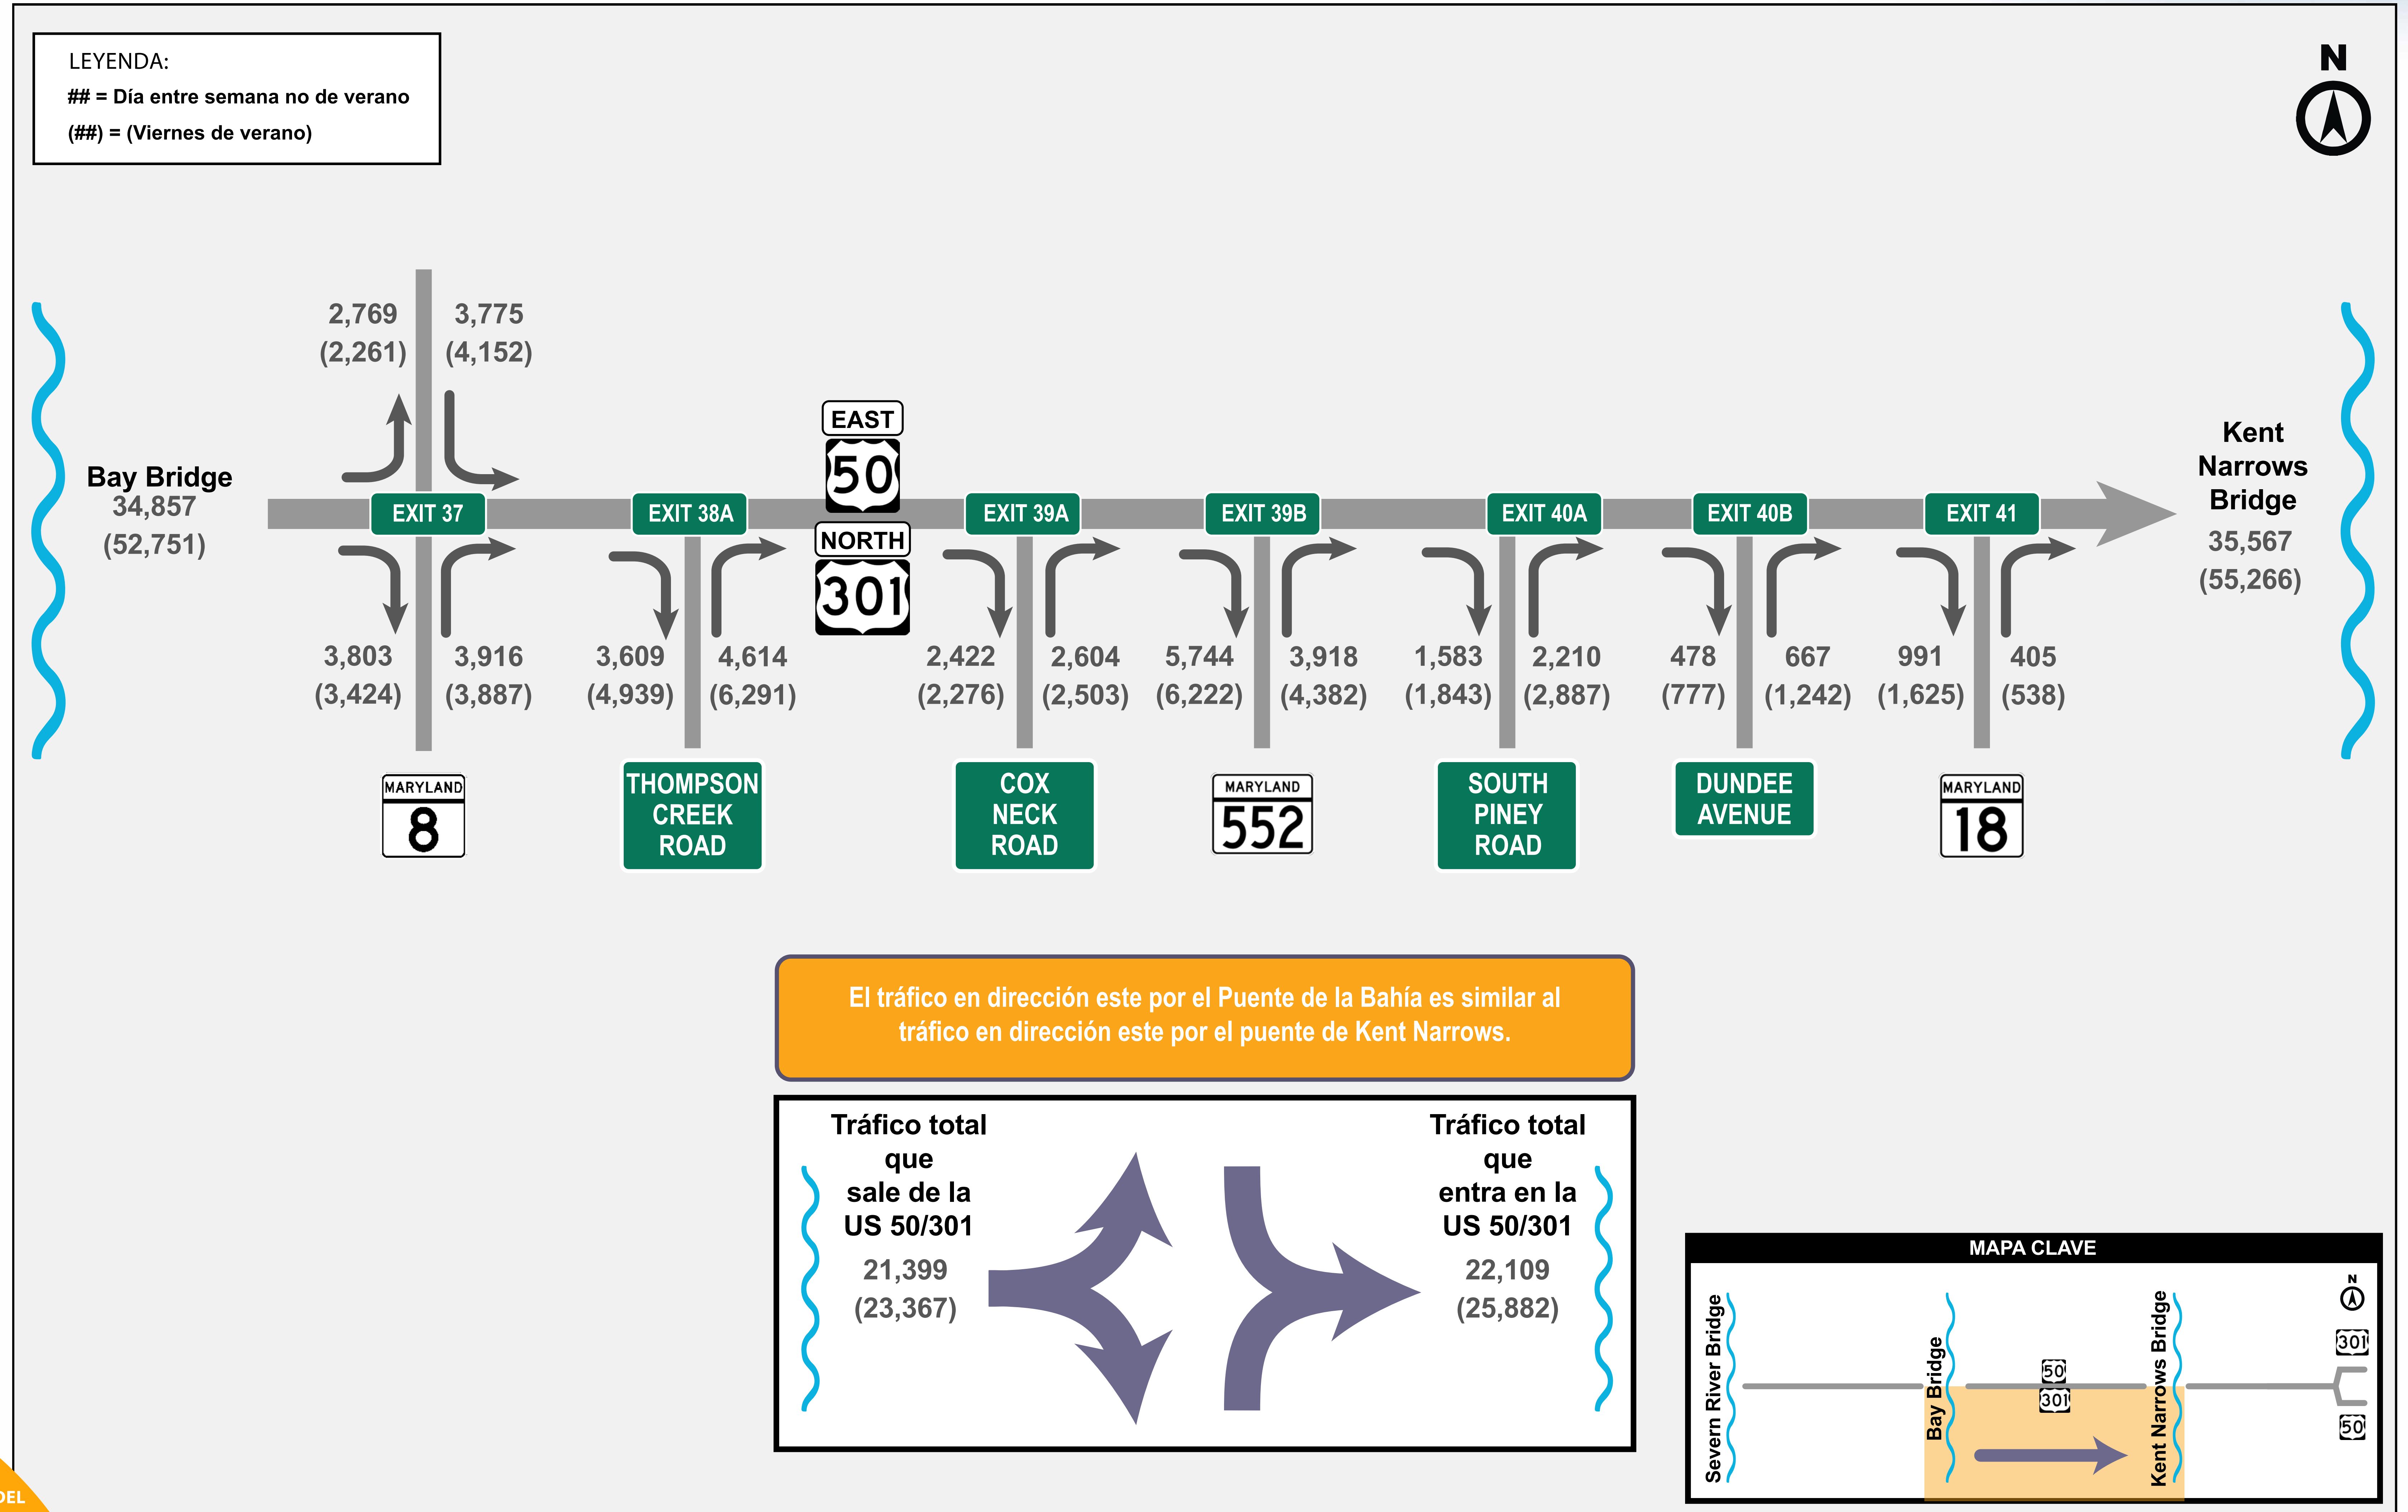 LEYENDA:
## = Día entre semana no de verano
(##) = (Viernes de verano)
N
2,769
(2,261)
3,775
(4,152)
EAST
50
NORTH
301
Bay Bridge
34,857
(52,751)
EXIT 37
EXIT 38A
EXIT 39A
EXIT 39B
EXIT 40A
EXIT 40B
EXIT 41
Kent
Narrows
Bridge
35,567
(55,266)
3,803
(3,424)
3,916
(3,887)
3,609
(4,939)
4,614
(6,291)
2,422
(2,276)
2,604
(2,503)
5,744
(6,222)
3,918
(4,382)
1,583
(1,843)
2,210
(2,887)
478
(777)
667
(1,242)
991
(1,625)
405
(538)
MARYLAND
8
THOMPSON
CREEK
ROAD
COX
NECK
ROAD
MARYLAND
552
SOUTH
PINEY
ROAD
DUNDEE
AVENUE
MARYLAND
18
El tráfico en dirección este por el Puente de la Bahía es similar al
tráfico en dirección este por el puente de Kent Narrows.
Tráfico total
que
sale de la
US 50/301
21,399
(23,367)
Tráfico total
que
entra en la
US 50/301
22,109
(25,882)
MAPA CLAVE
Severn River Bridge
Bay Bridge
50
301
Kent Narrows Bridge
N
301
50
DEL